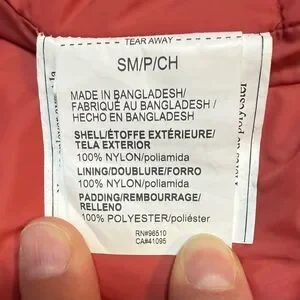 TEAR AWAY
SM/P/CH
MADE IN BANGLADESH/
FABRIQUÉ AU BANGLADESH /
HECHO EN BANGLADESH
SHELL/ÉTOFFE EXTÉRIEURE/
TELA EXTERIOR
100% NYLON/poliamida
LINING/DOUBLURE/FORRO
100% NYLON/poliamida
PADDING/REMBOURRAGE/
RELLENO
100% POLYESTER/poliéster
RN#96510
CA#41095